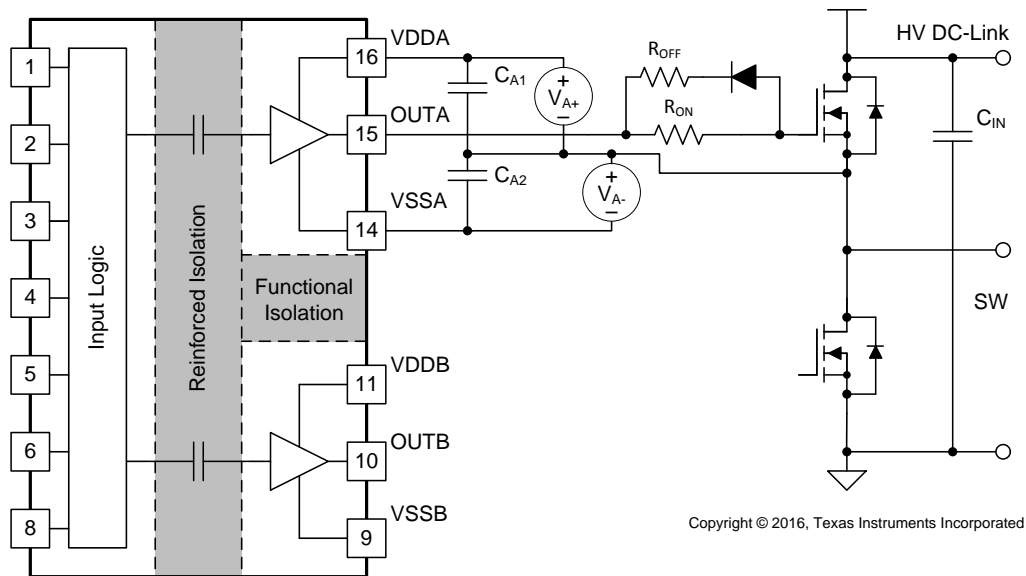 1
2
3
4
5
6
8
Input Logic
Reinforced Isolation
Functional
Isolation
16
15
14
11
10
9
VDDA
OUTA
VSSA
VDDB
OUTB
VSSB
CA1
CA2
+
VA+
−
+
VA-
−
ROFF
RON
HV DC-Link
CIN
SW
Copyright © 2016, Texas Instruments Incorporated